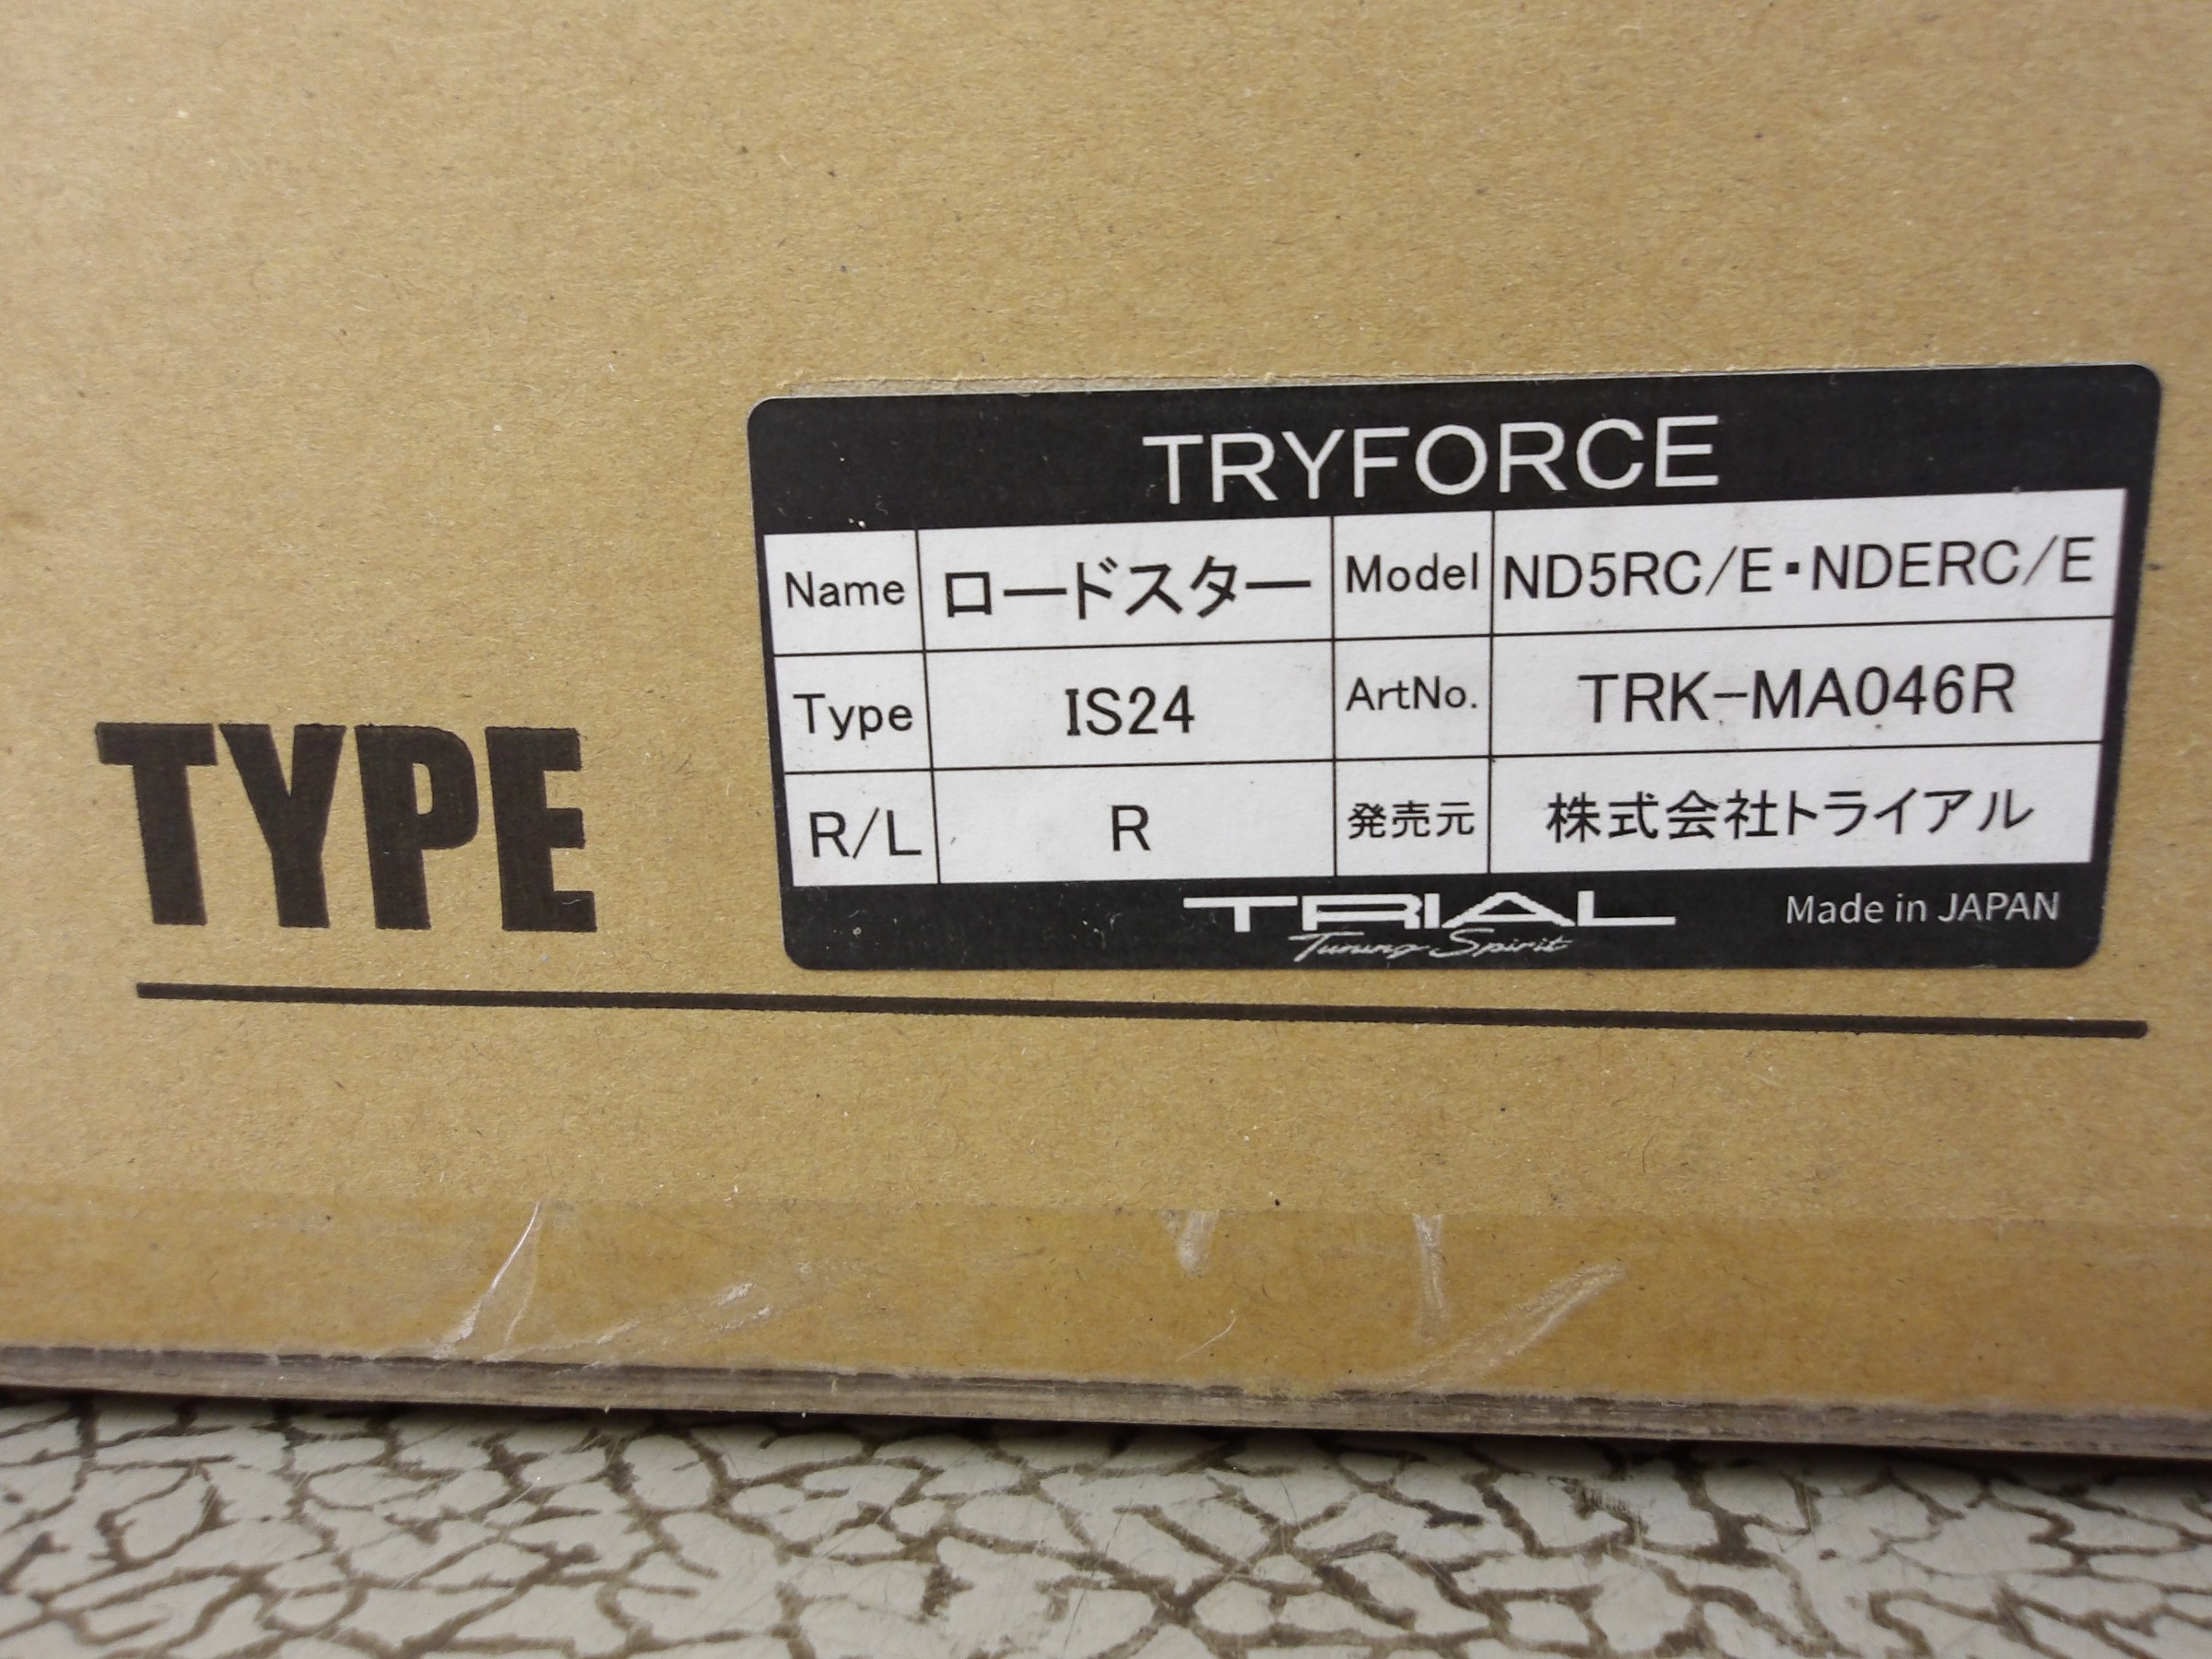 TYPE
TRYFORCE
Name ロードスター Model ND5RC/E・NDERC/E
Type IS24 ArtNo. TRK-MA046R
R/L R 発売元 株式会社トライアル
TRIAL Made in JAPAN
Tuning Spirit